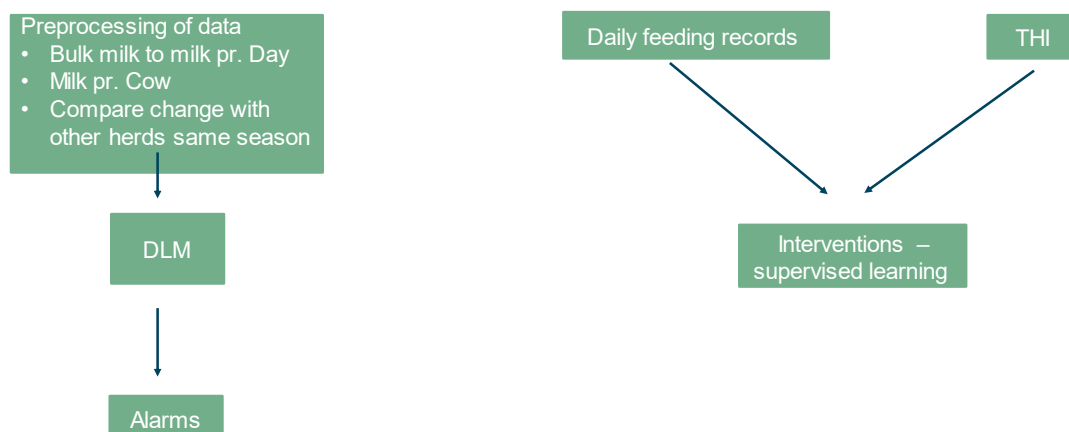 Preprocessing of data
• Bulk milk to milk pr. Day
• Milk pr. Cow
• Compare change with
other herds same season
DLM
Alarms
Daily feeding records
THI
Interventions –
supervised learning